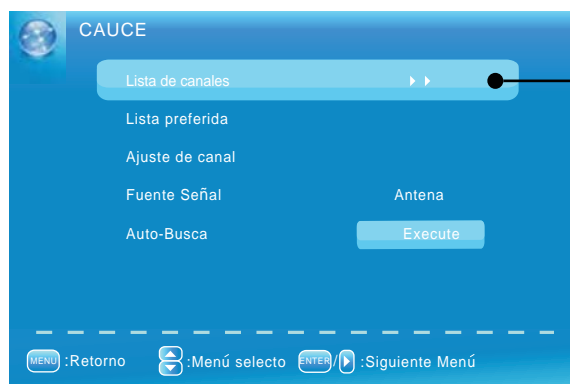 CAUCE
Lista de canales
Lista preferida
Ajuste de canal
Fuente Señal Antena
Auto-Busca Execute
MENU :Retorno :Menú selecto ENTER / :Siguiente Menú